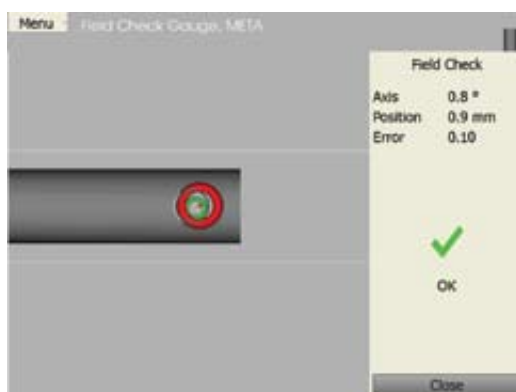 Menu
Field Check Gauge, META
Field Check
Axis 0.8 °
Position 0.9 mm
Error 0.10
OK
Close